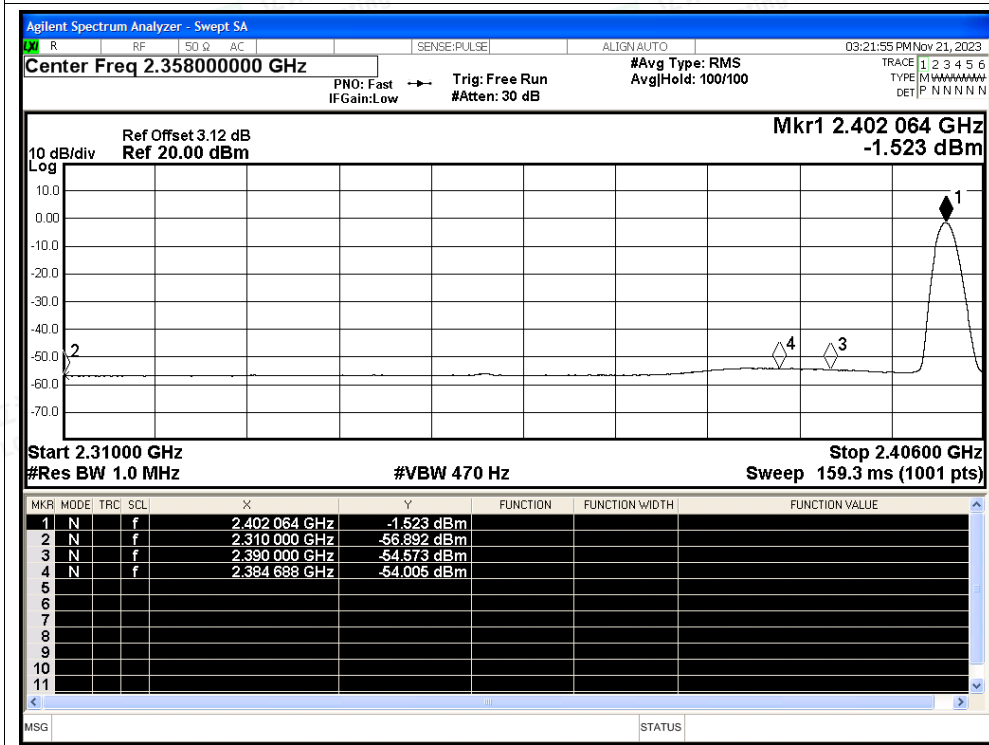 Agilent Spectrum Analyzer - Swept SA
LXI R RF 50 Ω AC SENSE:PULSE ALIGN AUTO 03:21:55 PM Nov 21, 2023
Center Freq 2.358000000 GHz
PNO: Fast
IFGain:Low
Trig: Free Run
#Atten: 30 dB
#Avg Type: RMS
Avg|Hold: 100/100
TRACE 1 2 3 4 5 6
TYPE M
DET P N N N N N
Mkr1 2.402 064 GHz
-1.523 dBm
Ref Offset 3.12 dB
10 dB/div Ref 20.00 dBm
Log
10.0
0.00
-10.0
-20.0
-30.0
-40.0
-50.0
-60.0
-70.0
1
2
4
3
Start 2.31000 GHz Stop 2.40600 GHz
#Res BW 1.0 MHz #VBW 470 Hz Sweep 159.3 ms (1001 pts)
MKR MODE TRC SCL X Y FUNCTION FUNCTION WIDTH FUNCTION VALUE
1 N f 2.402 064 GHz -1.523 dBm
2 N f 2.310 000 GHz -56.892 dBm
3 N f 2.390 000 GHz -54.573 dBm
4 N f 2.384 688 GHz -54.005 dBm
5
6
7
8
9
10
11
MSG STATUS